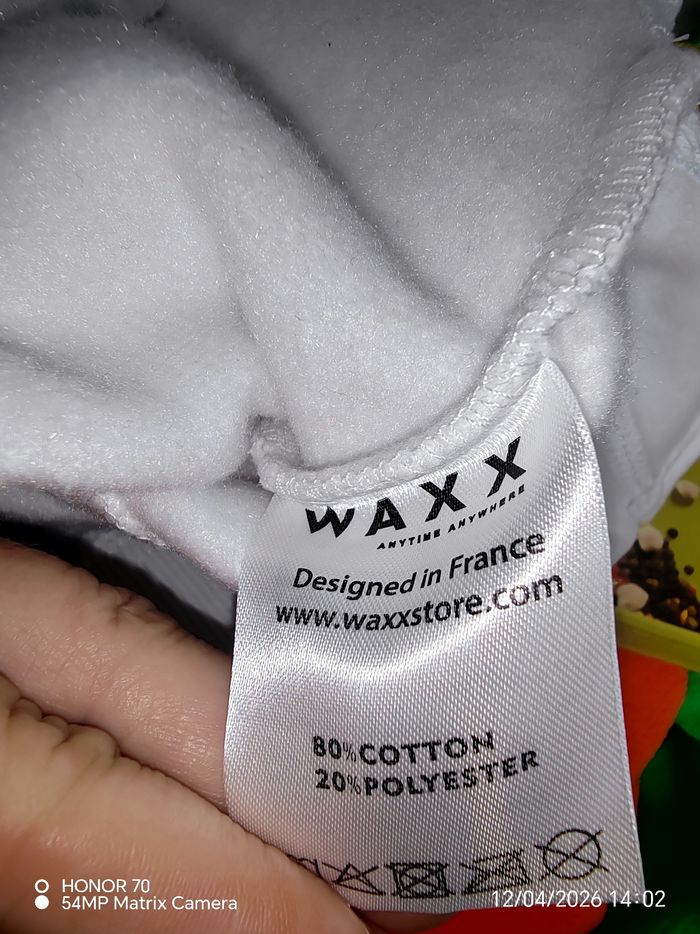 WAXX
ANYTIME ANYWHERE
Designed in France
www.waxxstore.com
80%COTTON
20%POLYESTER
HONOR 70
54MP Matrix Camera
12/04/2026 14:02